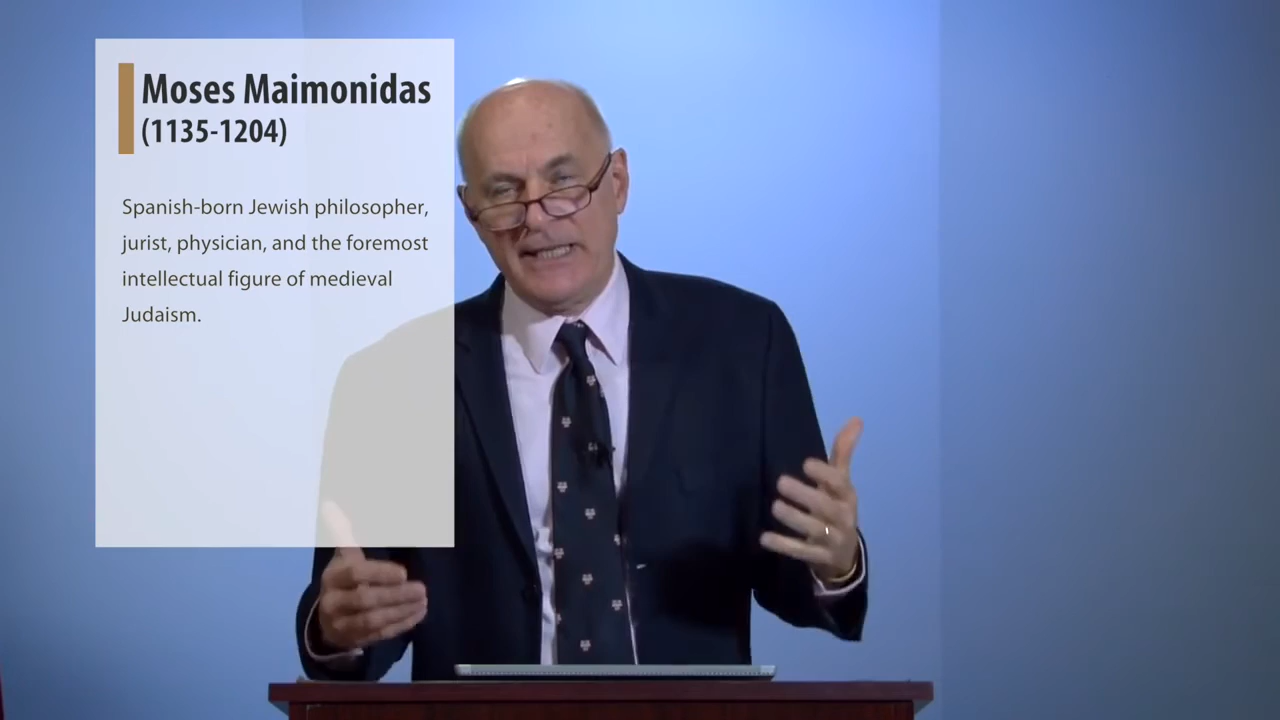 Moses Maimonidas
(1135-1204)
Spanish-born Jewish philosopher,
jurist, physician, and the foremost
intellectual figure of medieval
Judaism.